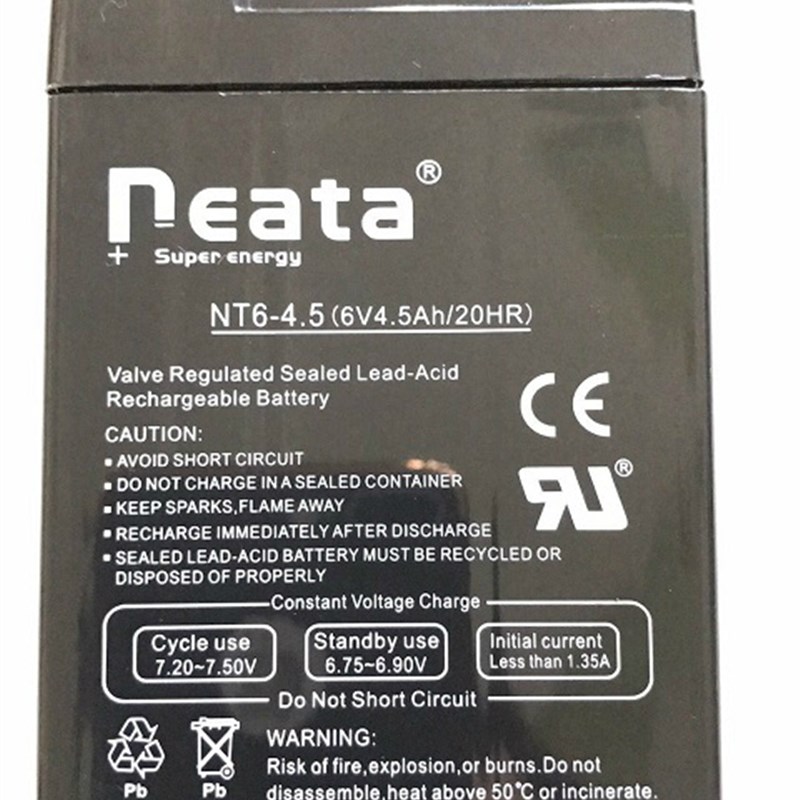 neata®
+ Super energy
NT6-4.5(6V4.5Ah/20HR)
Valve Regulated Sealed Lead-Acid
Rechargeable Battery
CE
CAUTION:
▪ AVOID SHORT CIRCUIT
▪ DO NOT CHARGE IN A SEALED CONTAINER
▪ KEEP SPARKS,FLAME AWAY
▪ RECHARGE IMMEDIATELY AFTER DISCHARGE
▪ SEALED LEAD-ACID BATTERY MUST BE RECYCLED OR
DISPOSED OF PROPERLY
RU®
Constant Voltage Charge
Cycle use
7.20~7.50V
Standby use
6.75~6.90V
Initial current
Less than 1.35A
Do Not Short Circuit
Pb
Pb
WARNING:
Risk of fire,explosion,or burns.Do not
disassemble,heat above 50°C or incinerate.